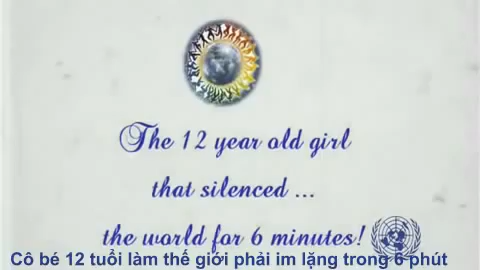 The 12 year old girl
that silenced ...
the world for 6 minutes!
Cô bé 12 tuổi làm thế giới phải im lặng trong 6 phút